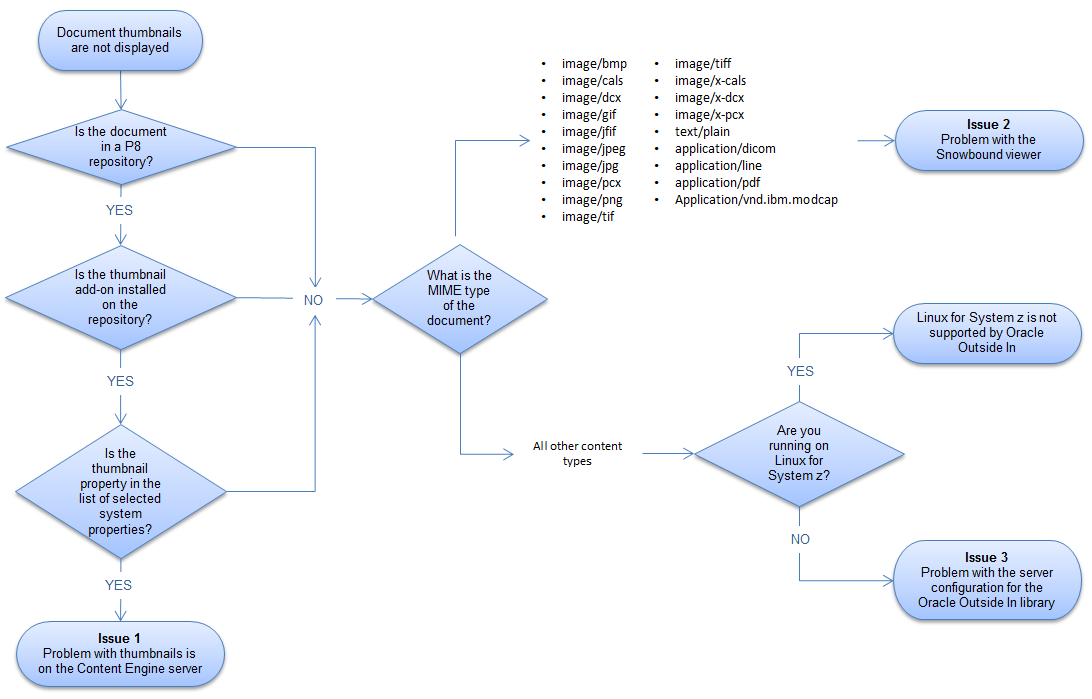 Document thumbnails
are not displayed
Is the document
in a P8
repository?
YES
Is the thumbnail
add-on installed
on the
repository?
YES
Is the
thumbnail
property in the
list of selected
system
properties?
YES
Issue 1
Problem with thumbnails is
on the Content Engine server
NO
What is the
MIME type
of the
document?
• image/bmp
• image/cals
• image/dcx
• image/gif
• image/jfif
• image/jpeg
• image/jpg
• image/pcx
• image/png
• image/tif
• image/tiff
• image/x-cals
• image/x-dcx
• image/x-pcx
• text/plain
• application/dicom
• application/line
• application/pdf
• Application/vnd.ibm.modcap
Issue 2
Problem with the
Snowbound viewer
All other content
types
Are you
running on
Linux for
System z?
YES
Linux for System z is not
supported by Oracle
Outside In
NO
Issue 3
Problem with the server
configuration for the
Oracle Outside In library